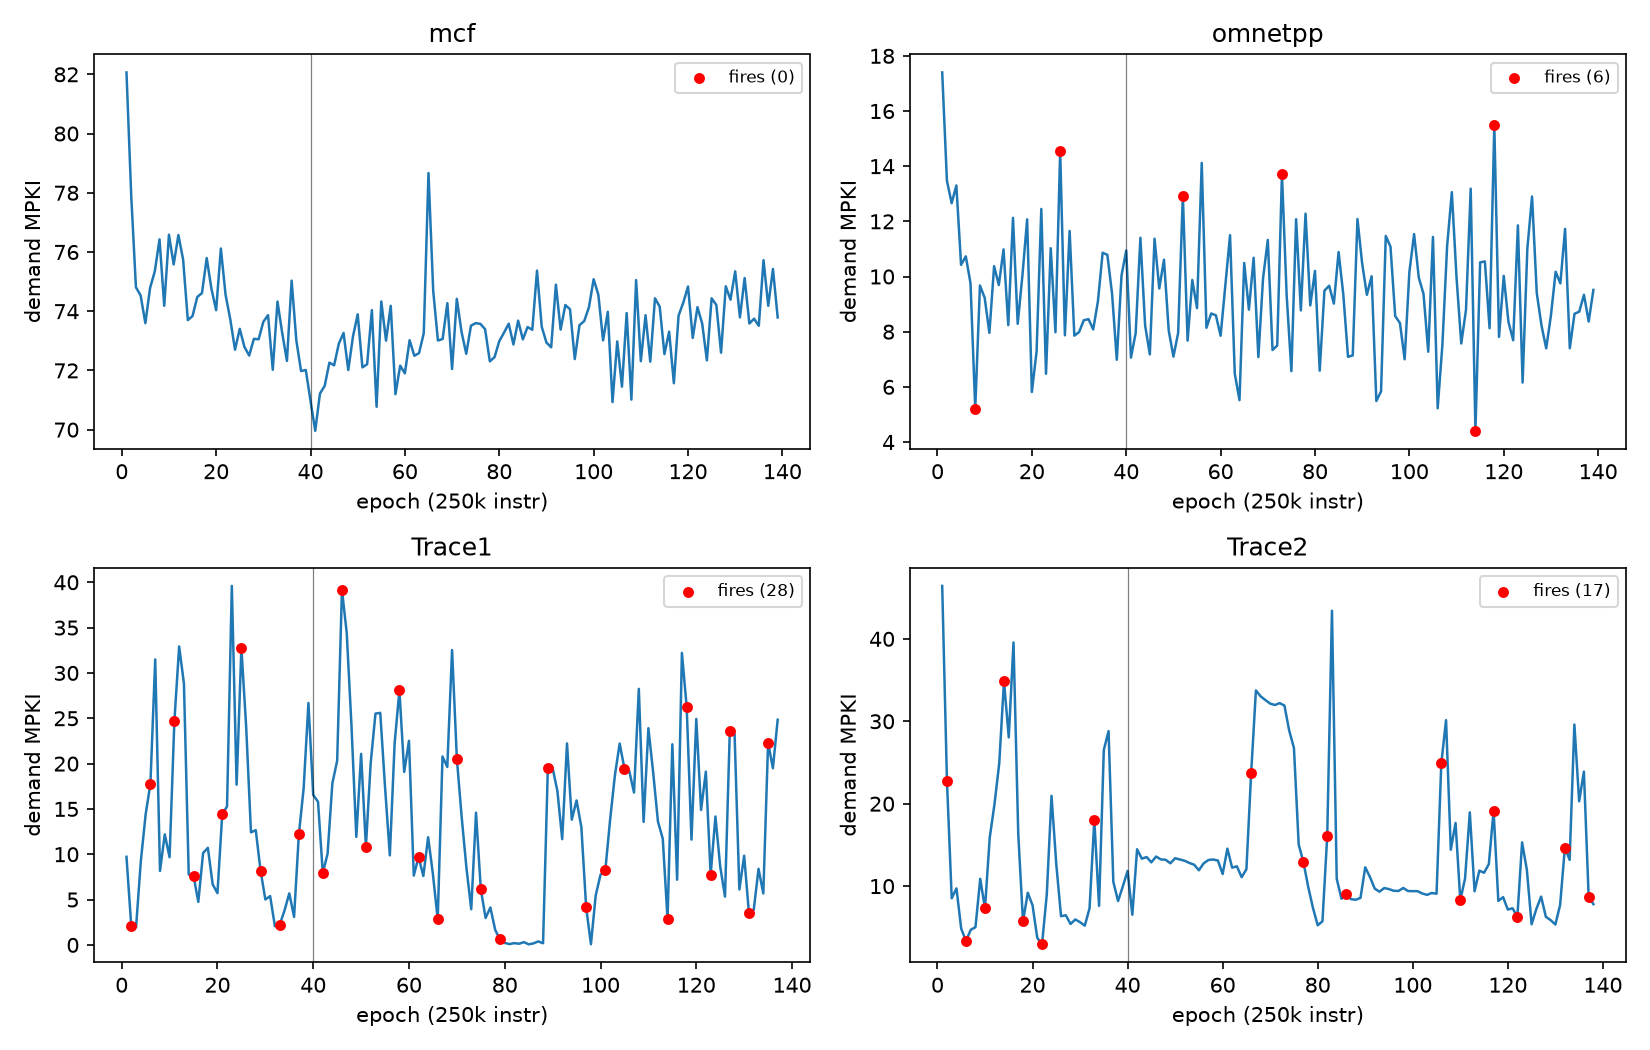 mcf
fires (0)
82
80
78
76
74
72
70
demand MPKI
0 20 40 60 80 100 120 140
epoch (250k instr)
omnetpp
fires (6)
18
16
14
12
10
8
6
4
demand MPKI
0 20 40 60 80 100 120 140
epoch (250k instr)
Trace1
fires (28)
40
35
30
25
20
15
10
5
0
demand MPKI
0 20 40 60 80 100 120 140
epoch (250k instr)
Trace2
fires (17)
40
30
20
10
demand MPKI
0 20 40 60 80 100 120 140
epoch (250k instr)